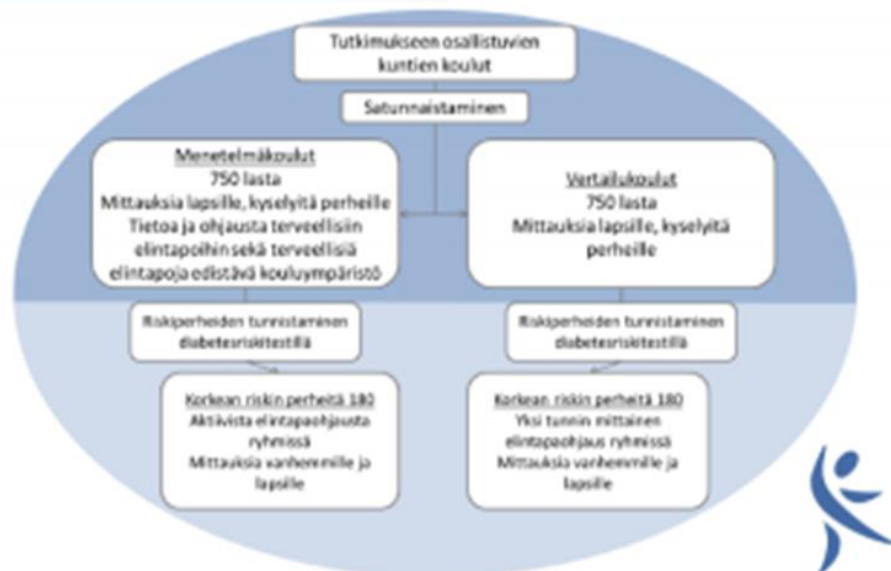 Tutkimukseen osallistuvien
kuntien koulut
Satunnaistaminen
Menetelmäkoulut
750 lasta
Mittauksia lapsille, kyselyitä perheille
Tietoa ja ohjausta terveellisiin
elintapoihin sekä terveellisiä
elintapoja edistävä kouluympäristö
Vertailukoulut
750 lasta
Mittauksia lapsille, kyselyitä
perheille
Riskiperheiden tunnistaminen
diabetesriskitestillä
Riskiperheiden tunnistaminen
diabetesriskitestillä
Korkean riskin perheitä 180
Aktiivista elintapaohjausta
ryhmissä
Mittauksia vanhemmille ja
lapsille
Korkean riskin perheitä 180
Yksi tunnin mittainen
elintapaohjaus ryhmissä
Mittauksia vanhemmille ja
lapsille